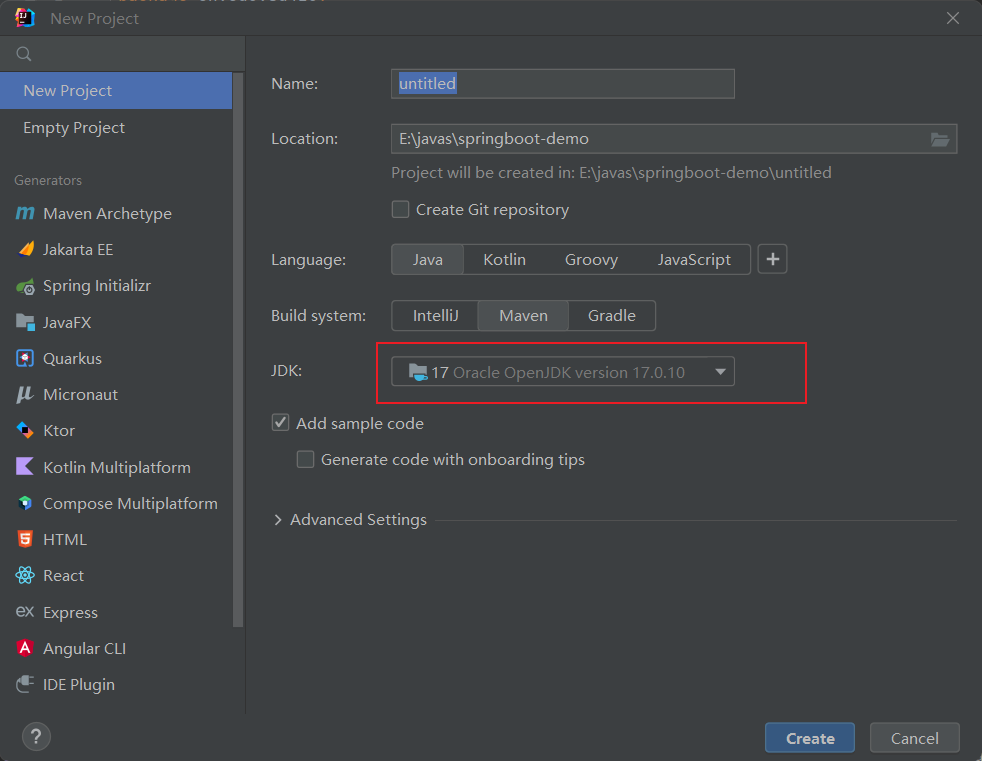 New Project
New Project
Empty Project
Generators
Maven Archetype
Jakarta EE
Spring Initializr
JavaFX
Quarkus
Micronaut
Ktor
Kotlin Multiplatform
Compose Multiplatform
HTML
React
Express
Angular CLI
IDE Plugin
Name: untitled
Location: E:\javas\springboot-demo
Project will be created in: E:\javas\springboot-demo\untitled
Create Git repository
Language: Java Kotlin Groovy JavaScript +
Build system: IntelliJ Maven Gradle
JDK: 17 Oracle OpenJDK version 17.0.10
Add sample code
Generate code with onboarding tips
Advanced Settings
? Create Cancel